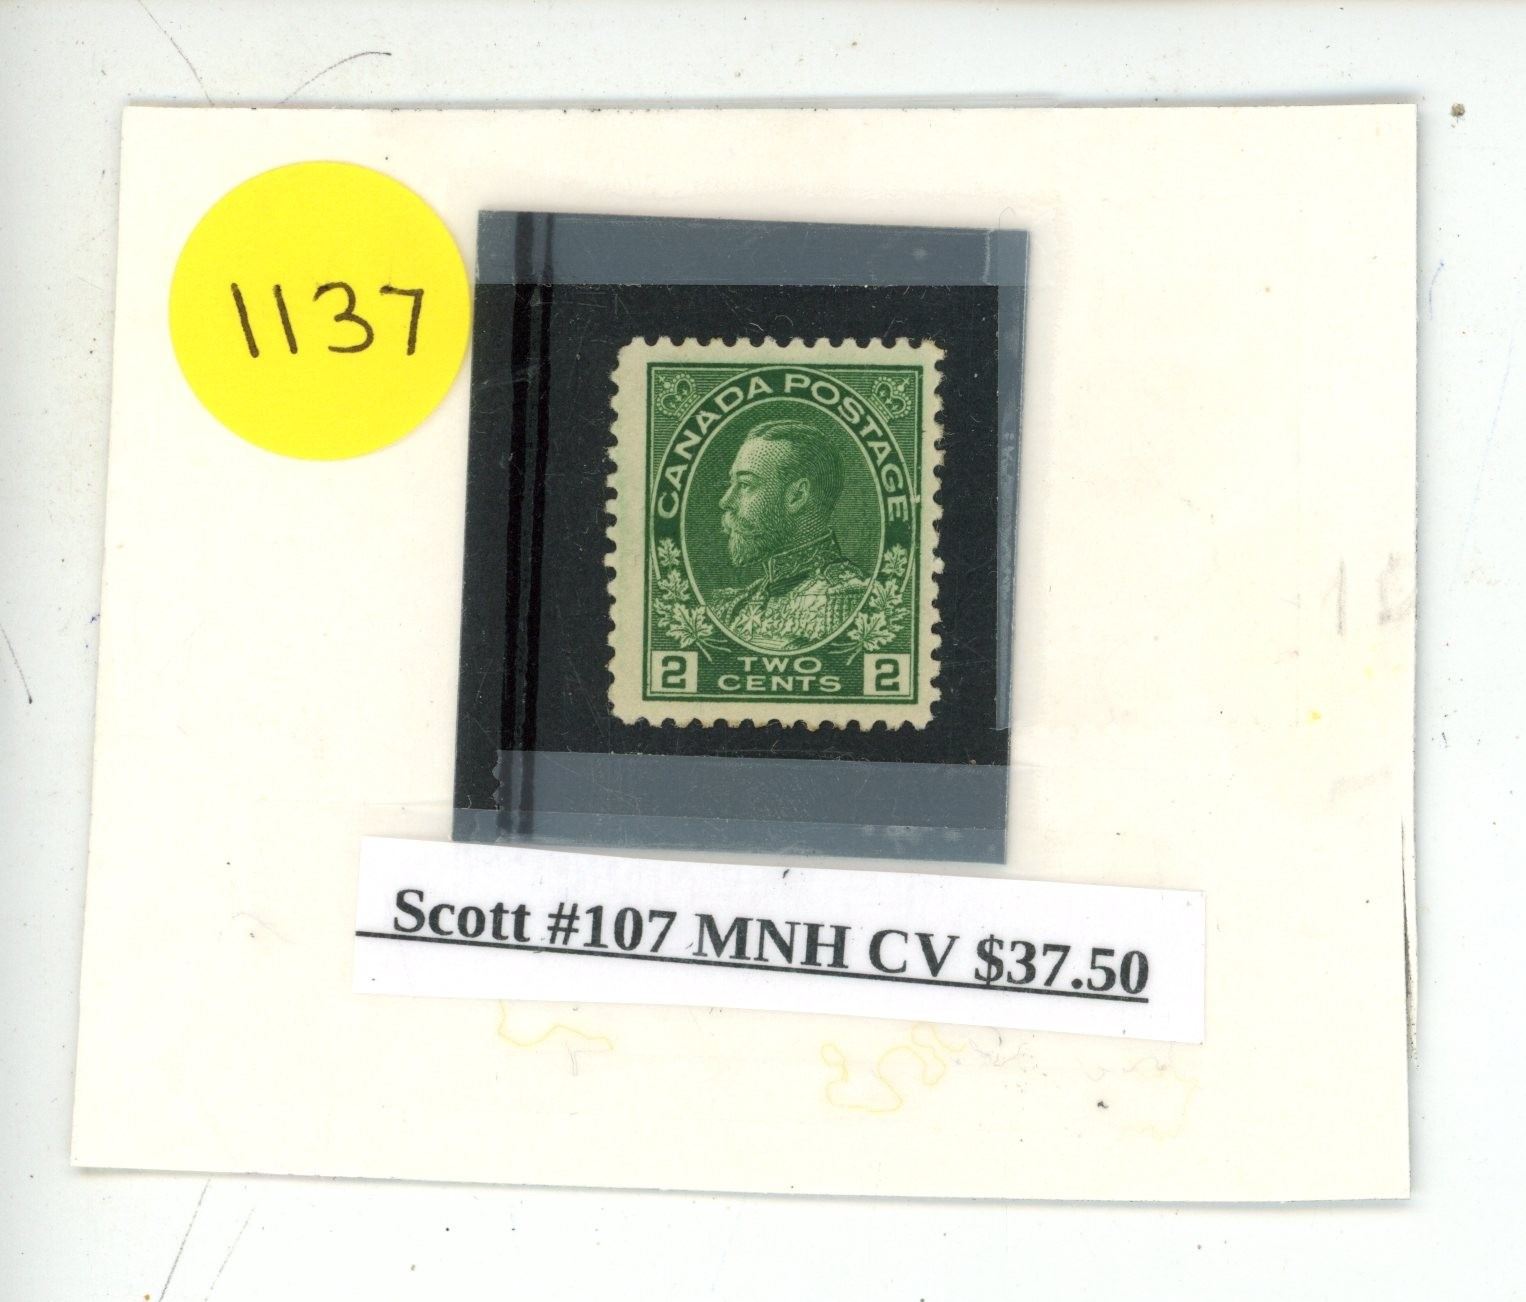 1137
CANADA POSTAGE
2 TWO 2
CENTS
Scott #107 MNH CV $37.50